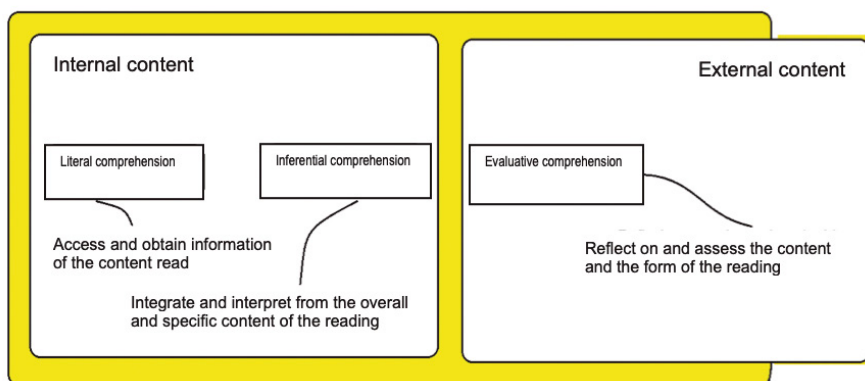 Internal content
External content
Literal comprehension
Inferential comprehension
Evaluative comprehension
Access and obtain information
of the content read
Integrate and interpret from the overall
and specific content of the reading
Reflect on and assess the content
and the form of the reading